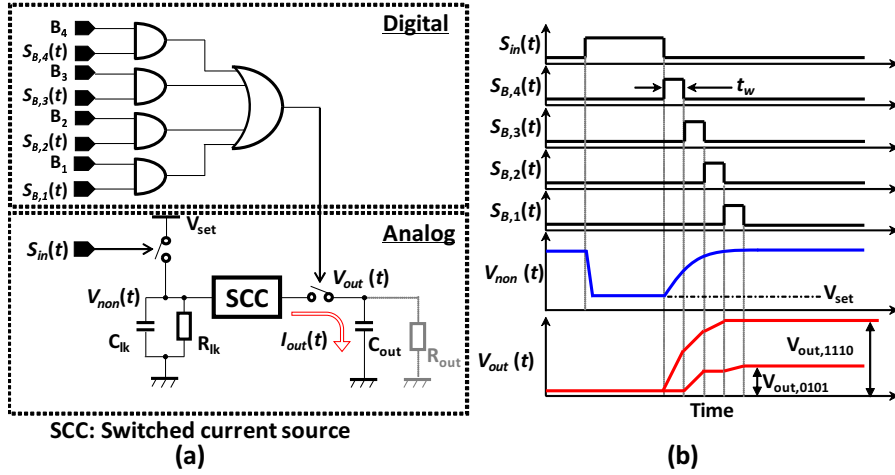 B4
Digital
SB,4(t)
B3
SB,3(t)
B2
SB,2(t)
B1
SB,1(t)
Vset
Analog
Sin(t)
Vnon(t)
SCC
Vout (t)
Clk
Rlk
Iout(t)
Cout
Rout
SCC: Switched current source
(a)
Sin(t)
SB,4(t)
tw
SB,3(t)
SB,2(t)
SB,1(t)
Vnon (t)
Vset
Vout (t)
Vout,1110
Vout,0101
Time
(b)